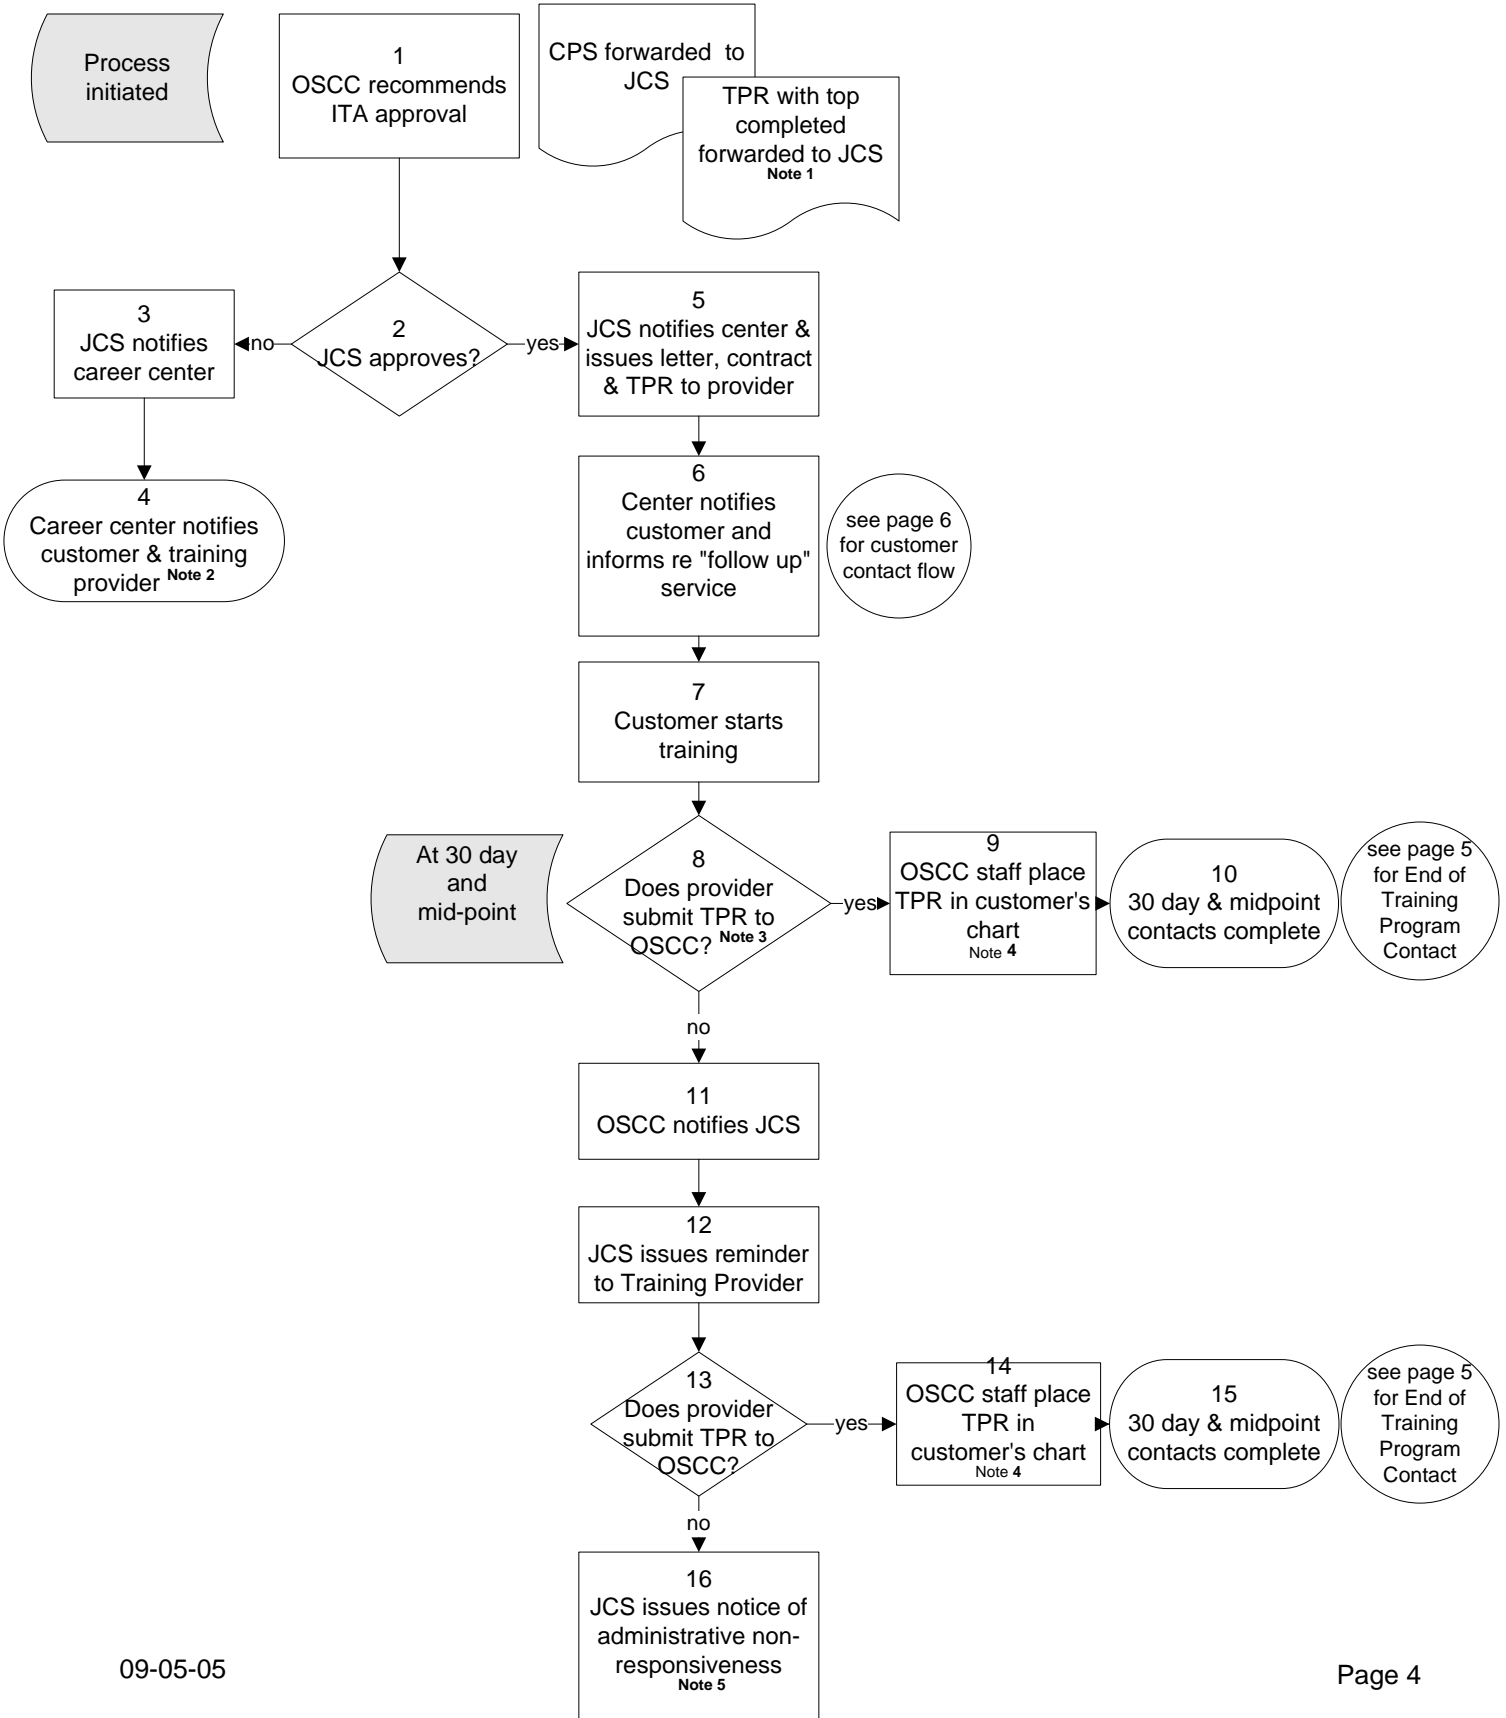 Process
initiated
1
OSCC recommends
ITA approval
CPS forwarded to
JCS
TPR with top
completed
forwarded to JCS
Note 1
2
JCS approves?
no
yes
3
JCS notifies
career center
4
Career center notifies
customer & training
provider Note 2
5
JCS notifies center &
issues letter, contract
& TPR to provider
6
Center notifies
customer and
informs re "follow up"
service
see page 6
for customer
contact flow
7
Customer starts
training
At 30 day
and
mid-point
8
Does provider
submit TPR to
OSCC? Note 3
yes
9
OSCC staff place
TPR in customer's
chart
Note 4
10
30 day & midpoint
contacts complete
see page 5
for End of
Training
Program
Contact
no
11
OSCC notifies JCS
12
JCS issues reminder
to Training Provider
13
Does provider
submit TPR to
OSCC?
yes
14
OSCC staff place
TPR in
customer's chart
Note 4
15
30 day & midpoint
contacts complete
see page 5
for End of
Training
Program
Contact
no
16
JCS issues notice of
administrative non-
responsiveness
Note 5
09-05-05
Page 4